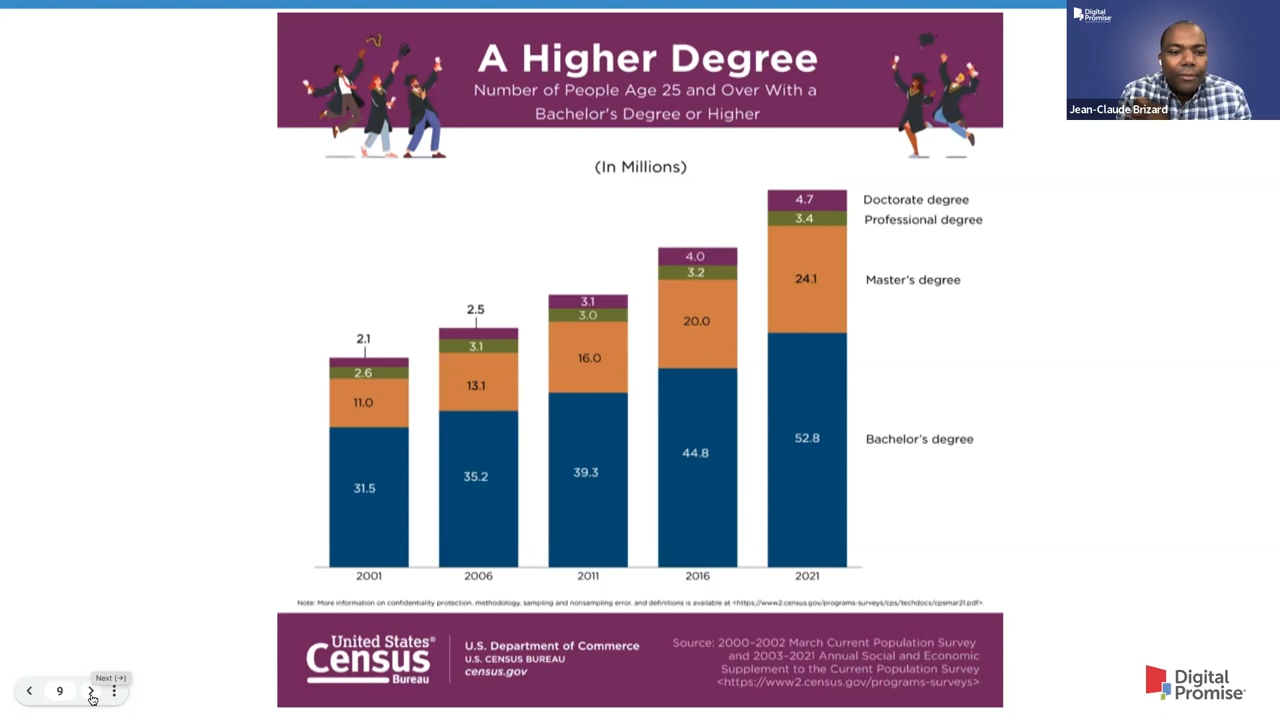 A Higher Degree
Number of People Age 25 and Over With a
Bachelor's Degree or Higher
(In Millions)
Digital
Promise
Jean-Claude Brizard
4.7
Doctorate degree
3.4
Professional degree
24.1
Master's degree
52.8
Bachelor's degree
4.0
3.2
20.0
44.8
3.1
3.0
16.0
39.3
2.5
3.1
13.1
35.2
2.1
2.6
11.0
31.5
2001
2006
2011
2016
2021
Note: More information on confidentiality protection, methodology, sampling and nonsampling error, and definitions is available at <https://www2.census.gov/programs-surveys/cps/techdocs/cpsmar21.pdf>.
United States®
Census
Bureau
U.S. Department of Commerce
U.S. CENSUS BUREAU
census.gov
Source: 2000–2002 March Current Population Survey
and 2003–2021 Annual Social and Economic
Supplement to the Current Population Survey
<https://www2.census.gov/programs-surveys>
Next (→)
9
Digital
Promise®